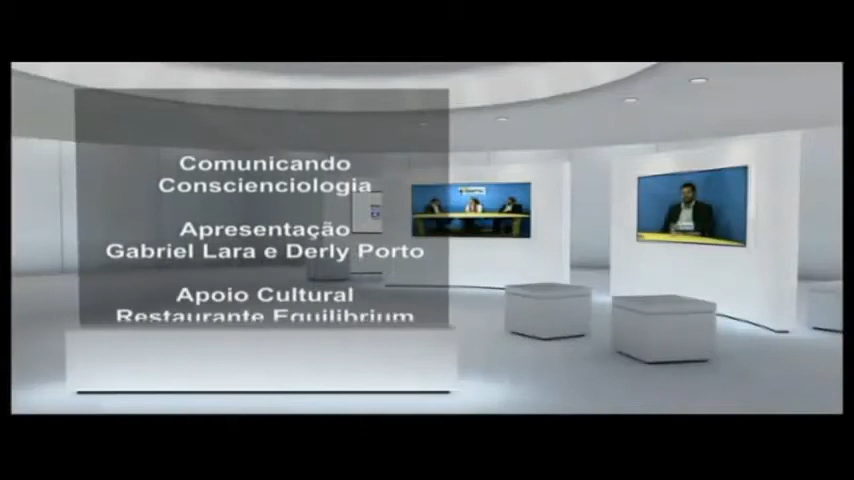 Comunicando
Conscienciologia
Apresentação
Gabriel Lara e Derly Porto
Apoio Cultural
Restaurante Equilibrium